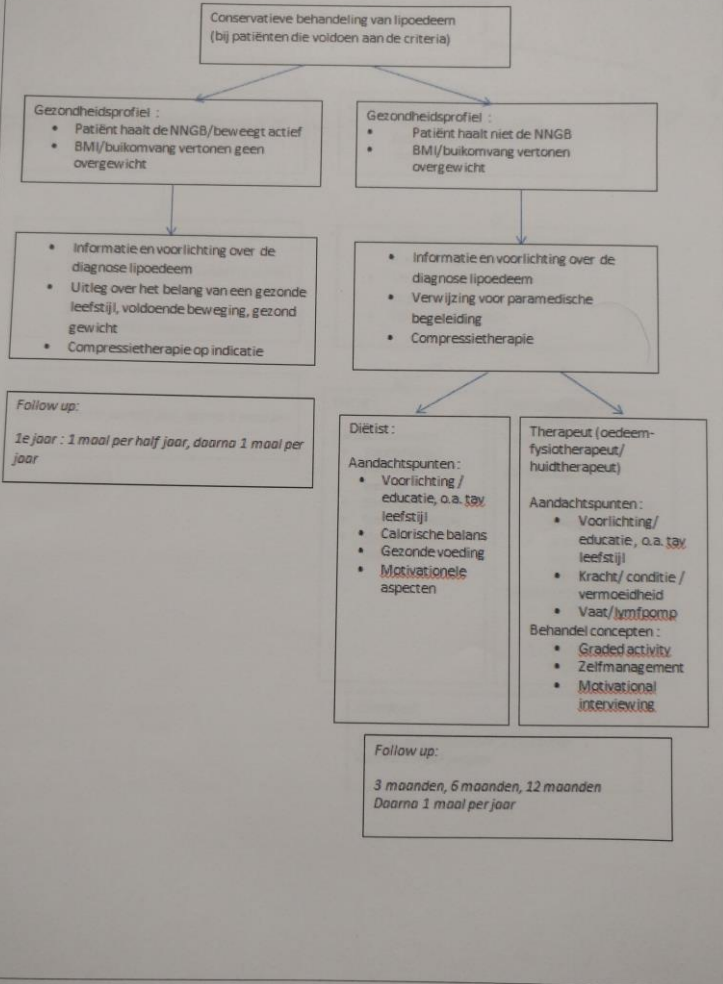 Conservatieve behandeling van lipoedeem
(bij patiënten die voldoen aan de criteria)
Gezondheidsprofiel :
• Patiënt haalt de NNGB/beweegt actief
• BMI/buikomvang vertonen geen
overgewicht
Gezondheidsprofiel :
• Patiënt haalt niet de NNGB
• BMI/buikomvang vertonen
overgewicht
• Informatie en voorlichting over de
diagnose lipoedeem
• Uitleg over het belang van een gezonde
leefstijl, voldoende beweging, gezond
gewicht
• Compressietherapie op indicatie
• Informatie en voorlichting over de
diagnose lipoedeem
• Verwijzing voor paramedische
begeleiding
• Compressietherapie
Follow up:
1e jaar : 1 maal per half jaar, daarna 1 maal per
jaar
Diëtist :
Aandachtspunten :
• Voorlichting /
educatie, o.a. tav
leefstijl
• Calorische balans
• Gezonde voeding
• Motivationele
aspecten
Therapeut (oedeem-
fysiotherapeut/
huidtherapeut)
Aandachtspunten :
• Voorlichting/
educatie , o.a. tav
leefstijl
• Kracht/ conditie /
vermoeidheid
• Vaat/lymfpomp
Behandel concepten :
• Graded activity
• Zelfmanagement
• Motivational
interviewing
Follow up:
3 maanden, 6 maanden, 12 maanden
Daarna 1 maal per jaar